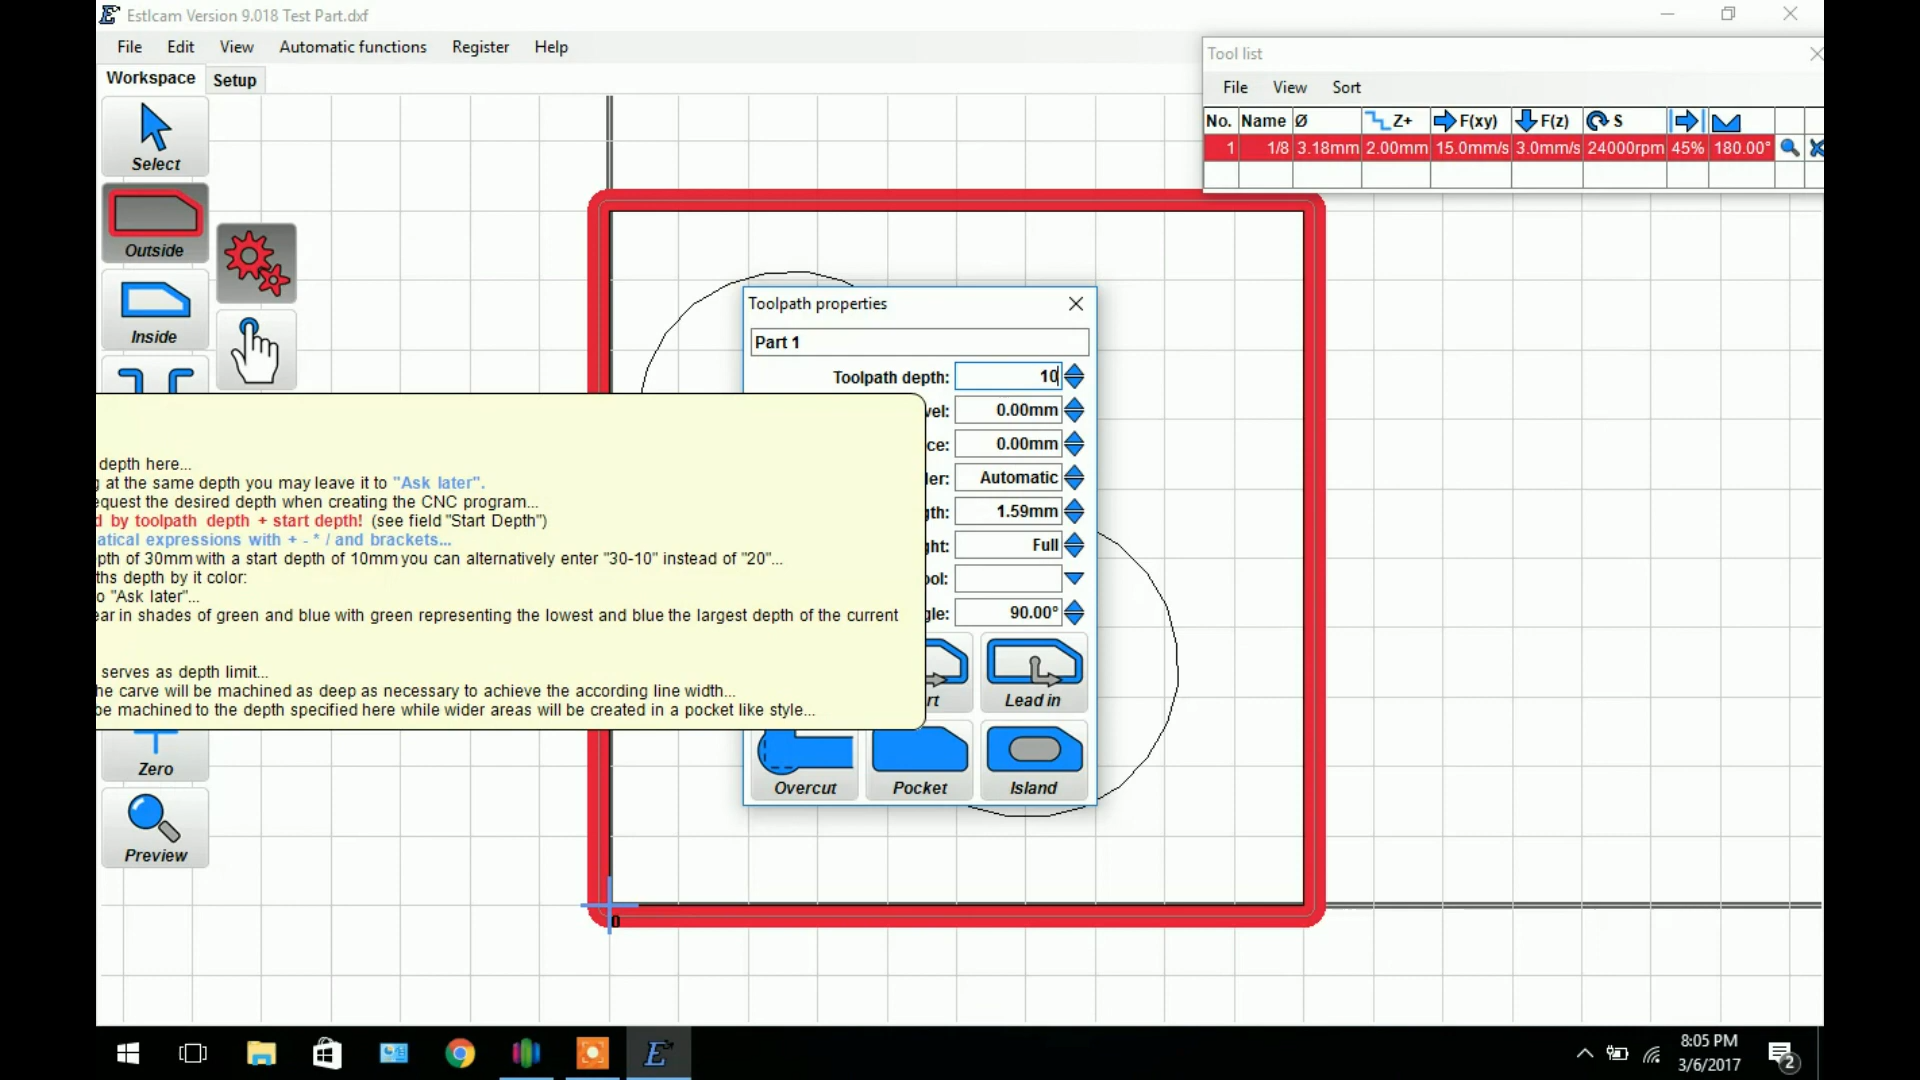 Estlcam Version 9.018 Test Part.dxf
File Edit View Automatic functions Register Help
Workspace Setup
Select
Outside
Inside
Zero
Preview
Tool list
File View Sort
No. Name Ø Z+ F(xy) F(z) S
1 1/8 3.18mm 2.00mm 15.0mm/s 3.0mm/s 24000rpm 45% 180.00°
Toolpath properties
Part 1
Toolpath depth: 10
vel: 0.00mm
ce: 0.00mm
der: Automatic
gth: 1.59mm
ght: Full
ool:
gle: 90.00°
rt Lead in
Overcut Pocket Island
depth here...
g at the same depth you may leave it to "Ask later".
equest the desired depth when creating the CNC program...
d by toolpath depth + start depth! (see field "Start Depth")
atical expressions with + - * / and brackets...
pth of 30mm with a start depth of 10mm you can alternatively enter "30-10" instead of "20"...
ths depth by it color:
o "Ask later"...
ear in shades of green and blue with green representing the lowest and blue the largest depth of the current
serves as depth limit...
he carve will be machined as deep as necessary to achieve the according line width...
be machined to the depth specified here while wider areas will be created in a pocket like style...
0
8:05 PM
3/6/2017
2